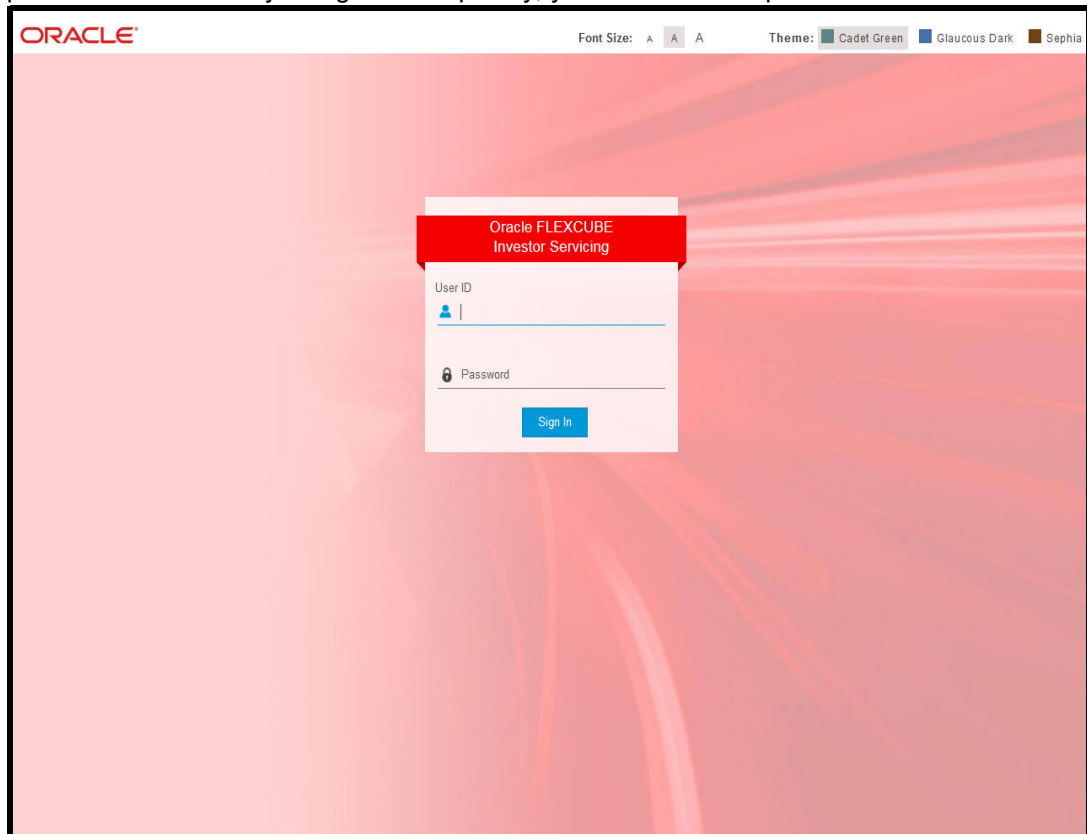 ORACLE®
Font Size: A A A Theme: Cadet Green Glaucous Dark Sephia
Oracle FLEXCUBE
Investor Servicing
User ID
Password
Sign In